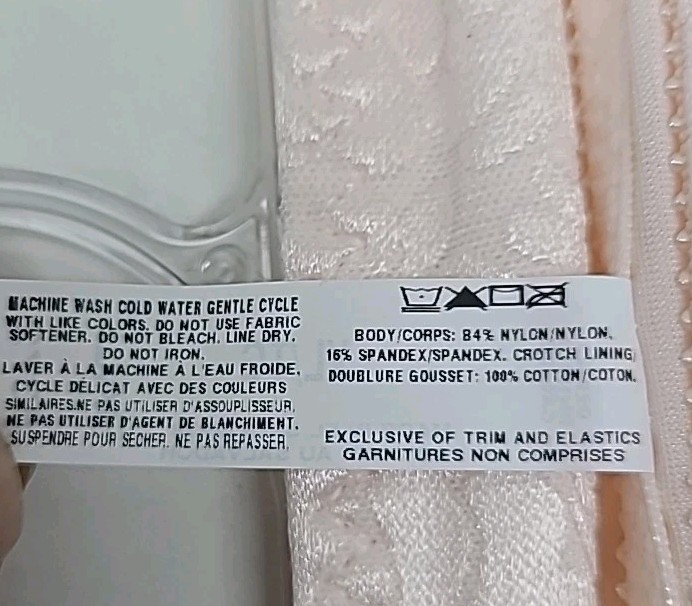 MACHINE WASH COLD WATER GENTLE CYCLE
WITH LIKE COLORS. DO NOT USE FABRIC
SOFTENER. DO NOT BLEACH. LINE DRY.
DO NOT IRON.
LAVER À LA MACHINE À L'EAU FROIDE,
CYCLE DÉLICAT AVEC DES COULEURS
SIMILAIRES.NE PAS UTILISER D'ASSOUPLISSEUR.
NE PAS UTILISER D'AGENT DE BLANCHIMENT.
SUSPENDRE POUR SECHER. NE PAS REPASSER.
BODY/CORPS: 84% NYLON/NYLON,
16% SPANDEX/SPANDEX. CROTCH LINING/
DOUBLURE GOUSSET: 100% COTTON/COTON.
EXCLUSIVE OF TRIM AND ELASTICS
GARNITURES NON COMPRISES